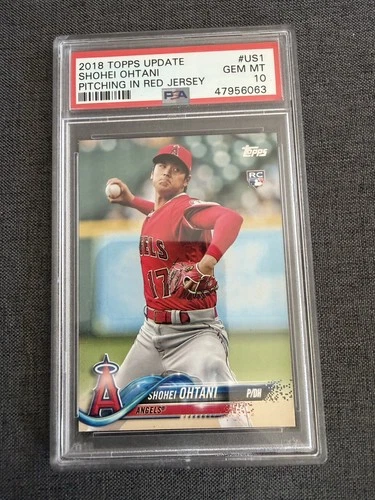 2018 TOPPS UPDATE #US1
SHOHEI OHTANI GEM MT
PITCHING IN RED JERSEY 10
PSA 47956063
Topps
RC
ELS
17
A
SHOHEI OHTANI P/DH
ANGELS